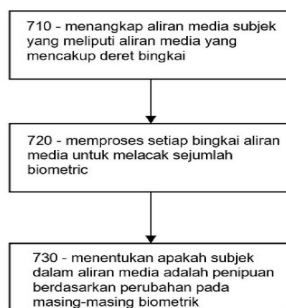 710 - menangkap aliran media subjek
yang meliputi aliran media yang
mencakup deret bingkai
720 - memproses setiap bingkai aliran
media untuk melacak sejumlah
biometric
730 - menentukan apakah subjek
dalam aliran media adalah penipuan
berdasarkan perubahan pada
masing-masing biometrik